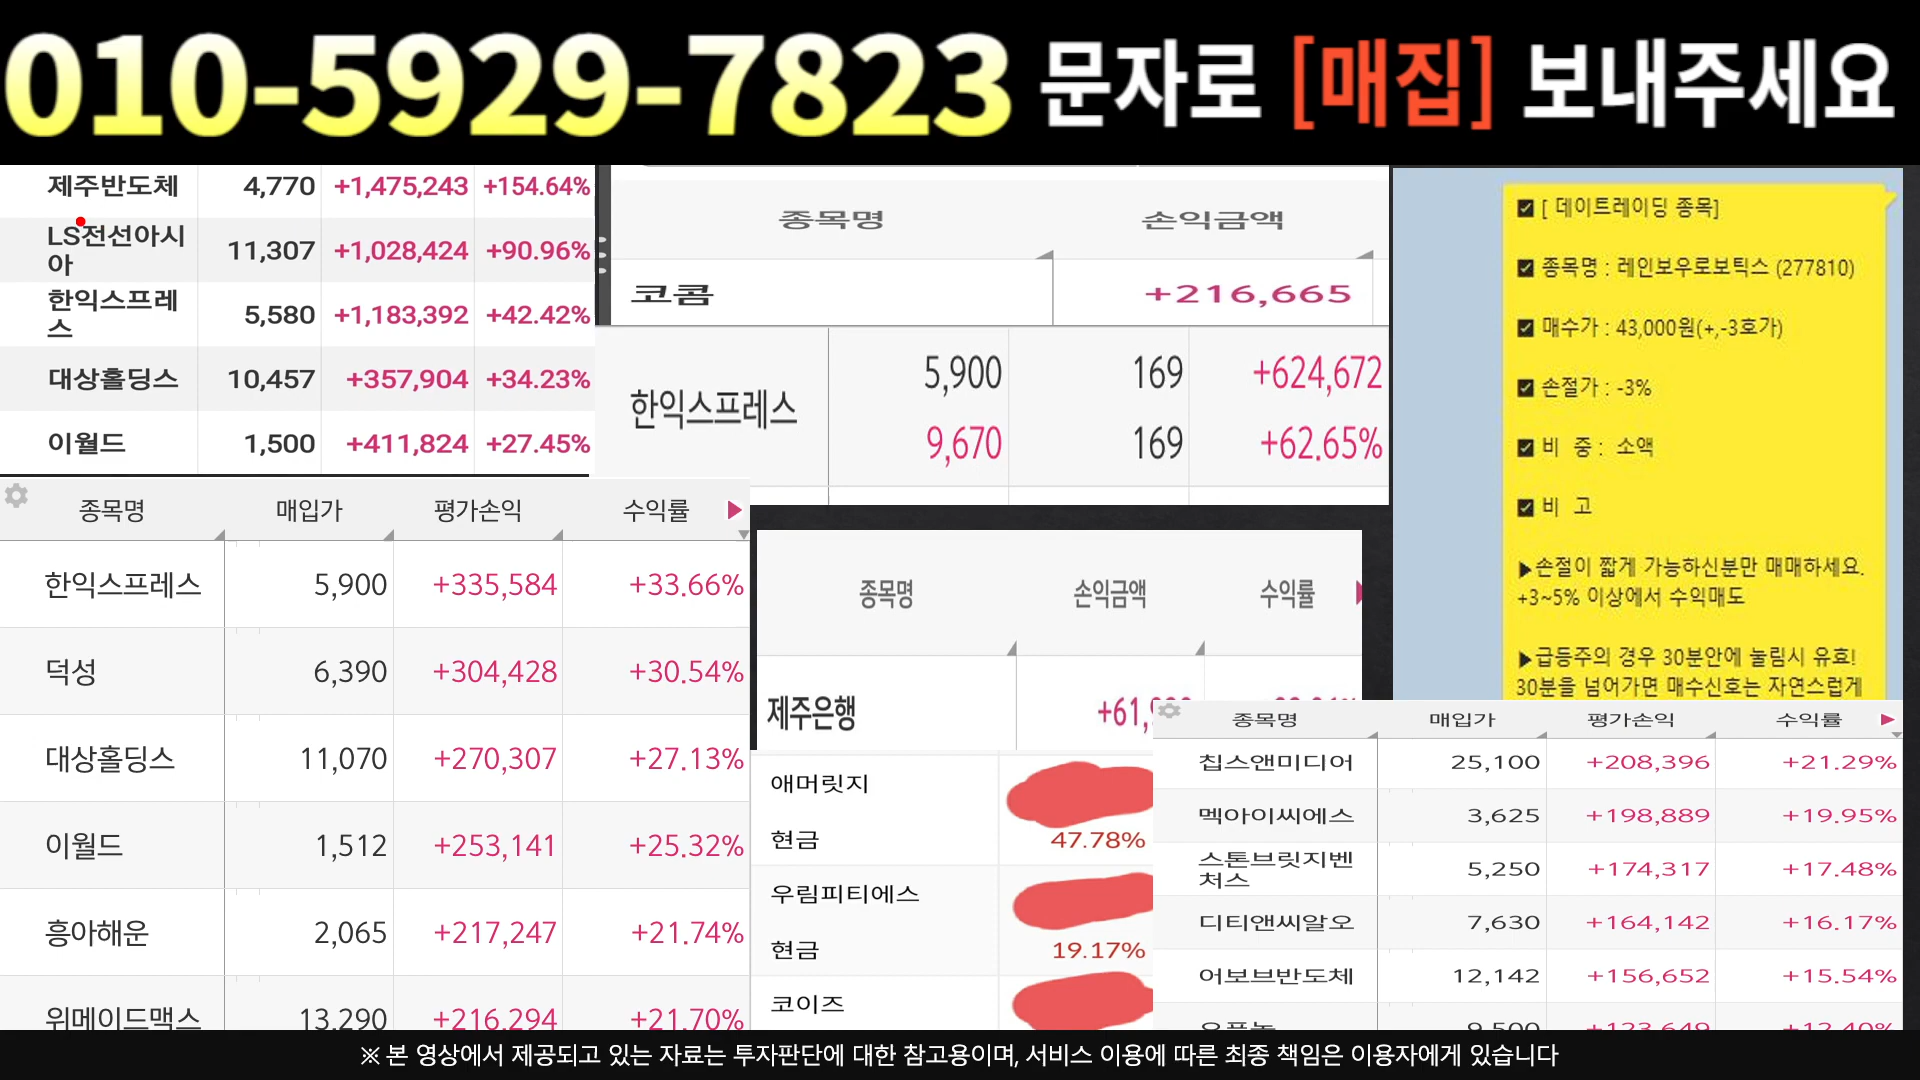 010-5929-7823 문자로 [매집] 보내주세요
제주반도체 4,770 +1,475,243 +154.64%
LS전선아시
아 11,307 +1,028,424 +90.96%
한익스프레
스 5,580 +1,183,392 +42.42%
대상홀딩스 10,457 +357,904 +34.23%
이월드 1,500 +411,824 +27.45%
종목명 손익금액
코콤 +216,665
한익스프레스 5,900 169 +624,672
9,670 169 +62.65%
[ 데이트레이딩 종목]
종목명 : 레인보우로보틱스 (277810)
매수가 : 43,000원(+,-3호가)
손절가 : -3%
비 중 : 소액
비 고
▶손절이 짧게 가능하신분만 매매하세요.
+3~5% 이상에서 수익매도
▶급등주의 경우 30분안에 눌림시 유효!
30분을 넘어가면 매수신호는 자연스럽게
종목명 매입가 평가손익 수익률
한익스프레스 5,900 +335,584 +33.66%
덕성 6,390 +304,428 +30.54%
대상홀딩스 11,070 +270,307 +27.13%
이월드 1,512 +253,141 +25.32%
흥아해운 2,065 +217,247 +21.74%
위메이드맥스 13,290 +216,294 +21.70%
종목명 손익금액 수익률
제주은행 +61,
애머릿지
현금 47.78%
우림피티에스
현금 19.17%
코이즈
종목명 매입가 평가손익 수익률
칩스앤미디어 25,100 +208,396 +21.29%
멕아이씨에스 3,625 +198,889 +19.95%
스톤브릿지벤
처스 5,250 +174,317 +17.48%
디티앤씨알오 7,630 +164,142 +16.17%
어보브반도체 12,142 +156,652 +15.54%
9,500 +123,649 +12.40%
※ 본 영상에서 제공되고 있는 자료는 투자판단에 대한 참고용이며, 서비스 이용에 따른 최종 책임은 이용자에게 있습니다